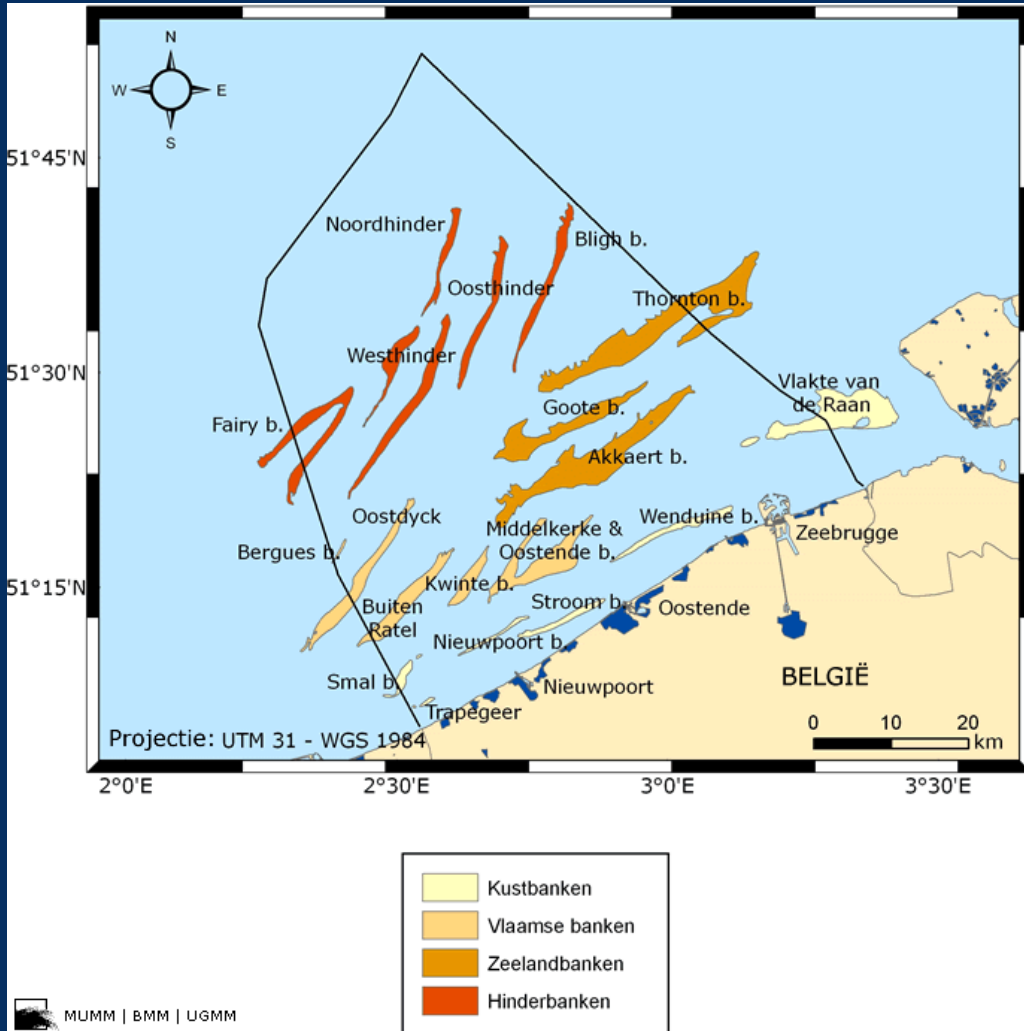 N
W E
S
51°45'N
51°30'N
51°15'N
Noordhinder
Bligh b.
Oosthinder
Thornton b.
Westhinder
Vlakte van
de Raan
Goote b.
Fairy b.
Akkaert b.
Oostdyck
Wenduine b.
Middelkerke &
Oostende b.
Zeebrugge
Bergues b.
Kwinte b.
Buiten
Ratel
Stroom b.
Oostende
Nieuwpoort b.
Smal b.
Nieuwpoort
BELGIË
Trapegeer
0 10 20
km
Projectie: UTM 31 - WGS 1984
2°0'E 2°30'E 3°0'E 3°30'E
Kustbanken
Vlaamse banken
Zeelandbanken
Hinderbanken
MUMM | BMM | UGMM